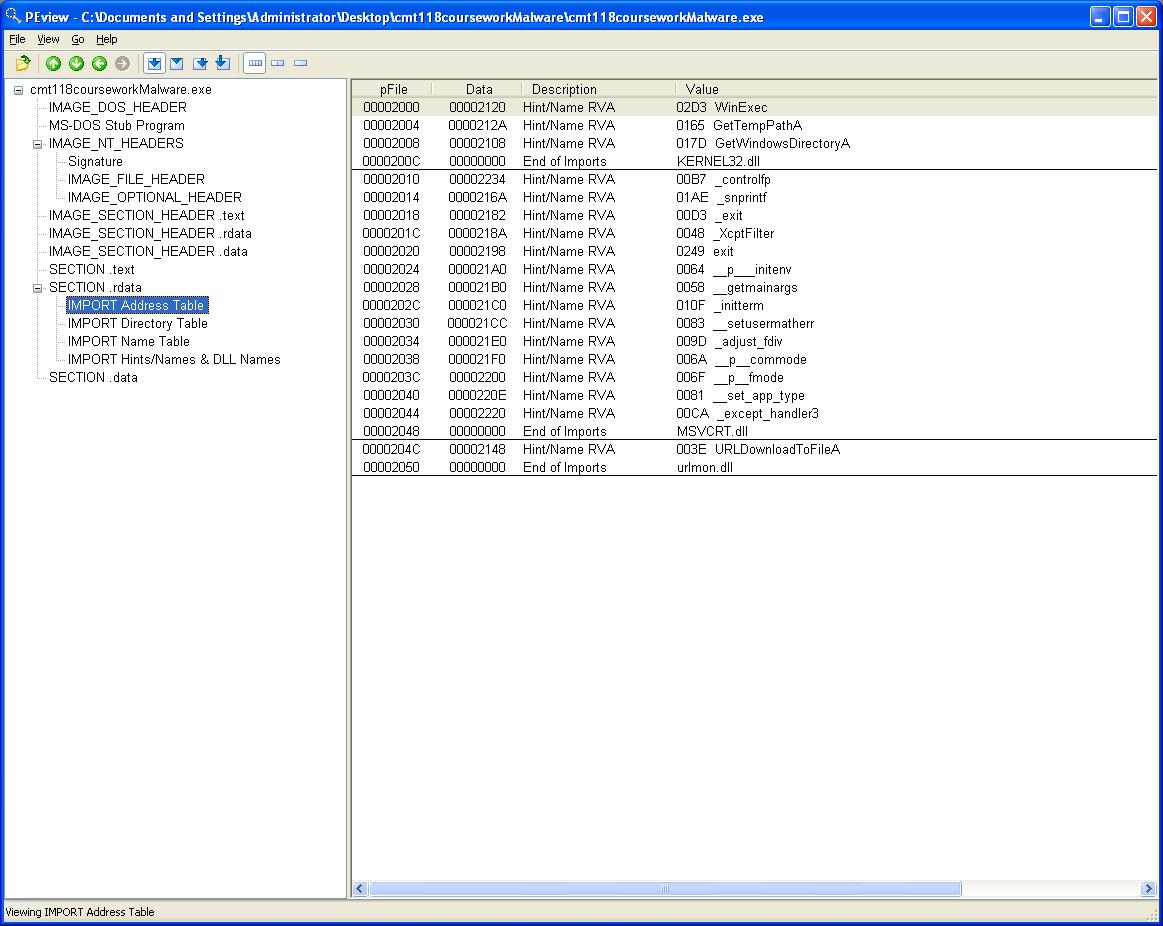 PEview - C:\Documents and Settings\Administrator\Desktop\cmt118courseworkMalware\cmt118courseworkMalware.exe
File View Go Help
cmt118courseworkMalware.exe
IMAGE_DOS_HEADER
MS-DOS Stub Program
IMAGE_NT_HEADERS
Signature
IMAGE_FILE_HEADER
IMAGE_OPTIONAL_HEADER
IMAGE_SECTION_HEADER .text
IMAGE_SECTION_HEADER .rdata
IMAGE_SECTION_HEADER .data
SECTION .text
SECTION .rdata
IMPORT Address Table
IMPORT Directory Table
IMPORT Name Table
IMPORT Hints/Names & DLL Names
SECTION .data
pFile Data Description Value
00002000 00002120 Hint/Name RVA 02D3 WinExec
00002004 0000212A Hint/Name RVA 0165 GetTempPathA
00002008 00002108 Hint/Name RVA 017D GetWindowsDirectoryA
0000200C 00000000 End of Imports KERNEL32.dll
00002010 00002234 Hint/Name RVA 00B7 _controlfp
00002014 0000216A Hint/Name RVA 01AE _snprintf
00002018 00002182 Hint/Name RVA 00D3 _exit
0000201C 0000218A Hint/Name RVA 0048 _XcptFilter
00002020 00002198 Hint/Name RVA 0249 exit
00002024 000021A0 Hint/Name RVA 0064 __p___initenv
00002028 000021B0 Hint/Name RVA 0058 __getmainargs
0000202C 000021C0 Hint/Name RVA 010F _initterm
00002030 000021CC Hint/Name RVA 0083 __setusermatherr
00002034 000021E0 Hint/Name RVA 009D _adjust_fdiv
00002038 000021F0 Hint/Name RVA 006A __p__commode
0000203C 00002200 Hint/Name RVA 006F __p__fmode
00002040 0000220E Hint/Name RVA 0081 __set_app_type
00002044 00002220 Hint/Name RVA 00CA _except_handler3
00002048 00000000 End of Imports MSVCRT.dll
0000204C 00002148 Hint/Name RVA 003E URLDownloadToFileA
00002050 00000000 End of Imports urlmon.dll
Viewing IMPORT Address Table